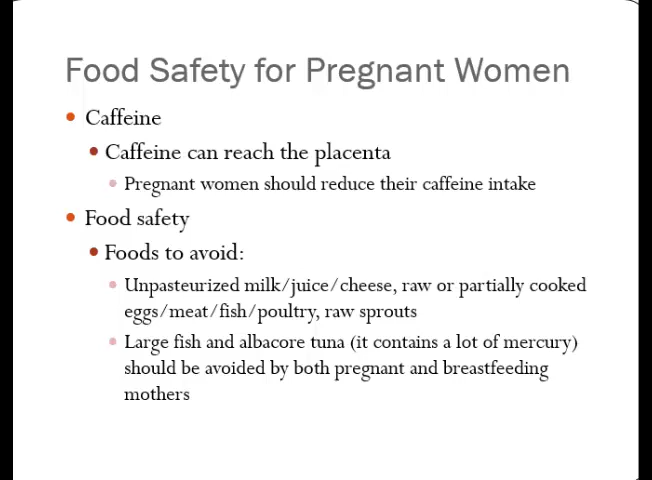 Food Safety for Pregnant Women
Caffeine
Caffeine can reach the placenta
Pregnant women should reduce their caffeine intake
Food safety
Foods to avoid:
Unpasteurized milk/juice/cheese, raw or partially cooked
eggs/meat/fish/poultry, raw sprouts
Large fish and albacore tuna (it contains a lot of mercury)
should be avoided by both pregnant and breastfeeding
mothers